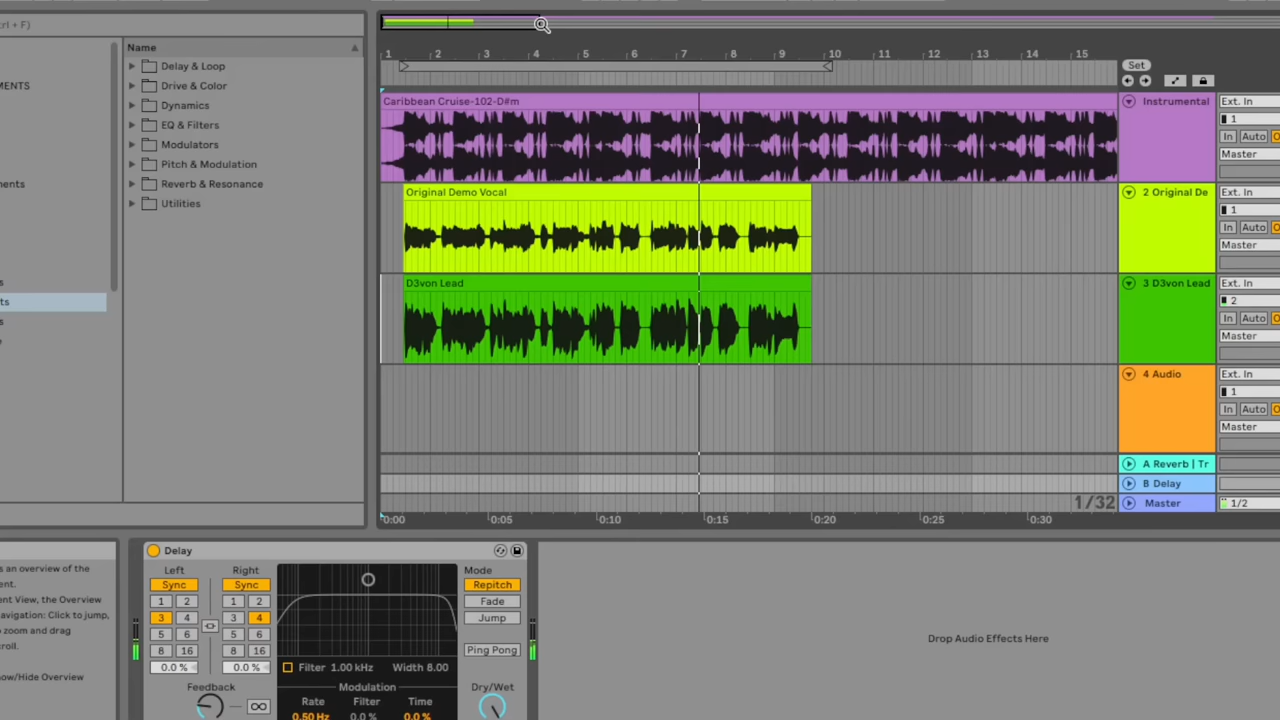 trl + F)
EMENTS
ments
s
ts
s
e
Name
Delay & Loop
Drive & Color
Dynamics
EQ & Filters
Modulators
Pitch & Modulation
Reverb & Resonance
Utilities
1 2 3 4 5 6 7 8 9 10 11 12 13 14 15
Set
Caribbean Cruise-102-D#m
Instrumental
Ext. In
1
In Auto O
Master
Original Demo Vocal
2 Original De
Ext. In
1
In Auto O
Master
D3von Lead
3 D3von Lead
Ext. In
2
In Auto O
Master
4 Audio
Ext. In
1
In Auto O
Master
A Reverb | Tr
B Delay
Master
1/2
1/32
0:00 0:05 0:10 0:15 0:20 0:25 0:30
s an overview of the
ent.
ent View, the Overview
avigation: Click to jump,
o zoom and drag
roll.
ow/Hide Overview
Delay
Left
Sync
1 2
3 4
5 6
8 16
0.0 %
Right
Sync
1 2
3 4
5 6
8 16
0.0 %
Feedback
Filter 1.00 kHz Width 8.00
Modulation
Rate Filter Time
0.50 Hz 0.0 % 0.0 %
Mode
Repitch
Fade
Jump
Ping Pong
Dry/Wet
Drop Audio Effects Here